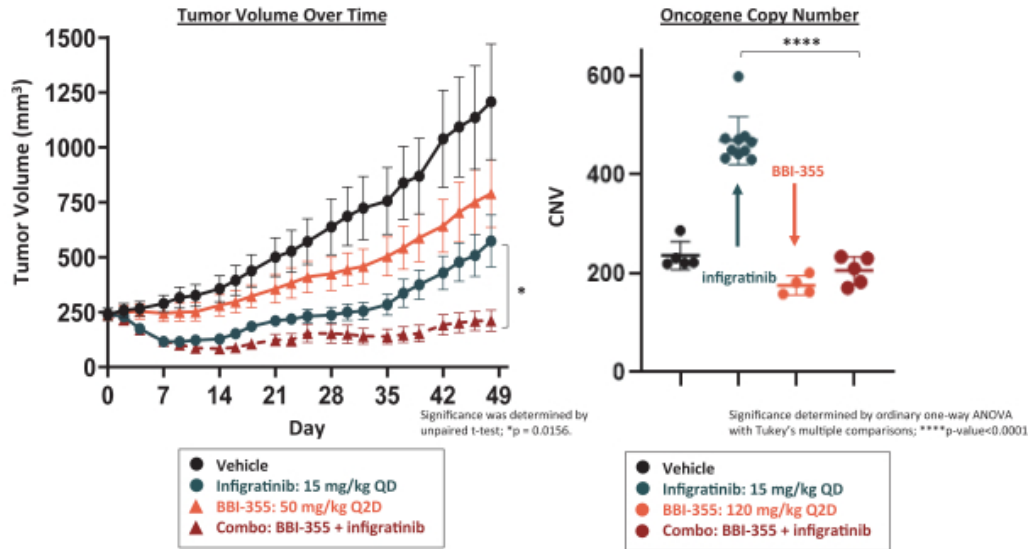 Tumor Volume Over Time
Tumor Volume (mm³)
1500
1250
1000
750
500
250
0
0 7 14 21 28 35 42 49
Day
*
Significance was determined by
unpaired t-test; *p = 0.0156.
Vehicle
Infigratinib: 15 mg/kg QD
BBI-355: 50 mg/kg Q2D
Combo: BBI-355 + infigratinib
Oncogene Copy Number
CNV
600
400
200
0
****
BBI-355
infigratinib
Significance determined by ordinary one-way ANOVA
with Tukey's multiple comparisons; ****p-value<0.0001
Vehicle
Infigratinib: 15 mg/kg QD
BBI-355: 120 mg/kg Q2D
Combo: BBI-355 + infigratinib